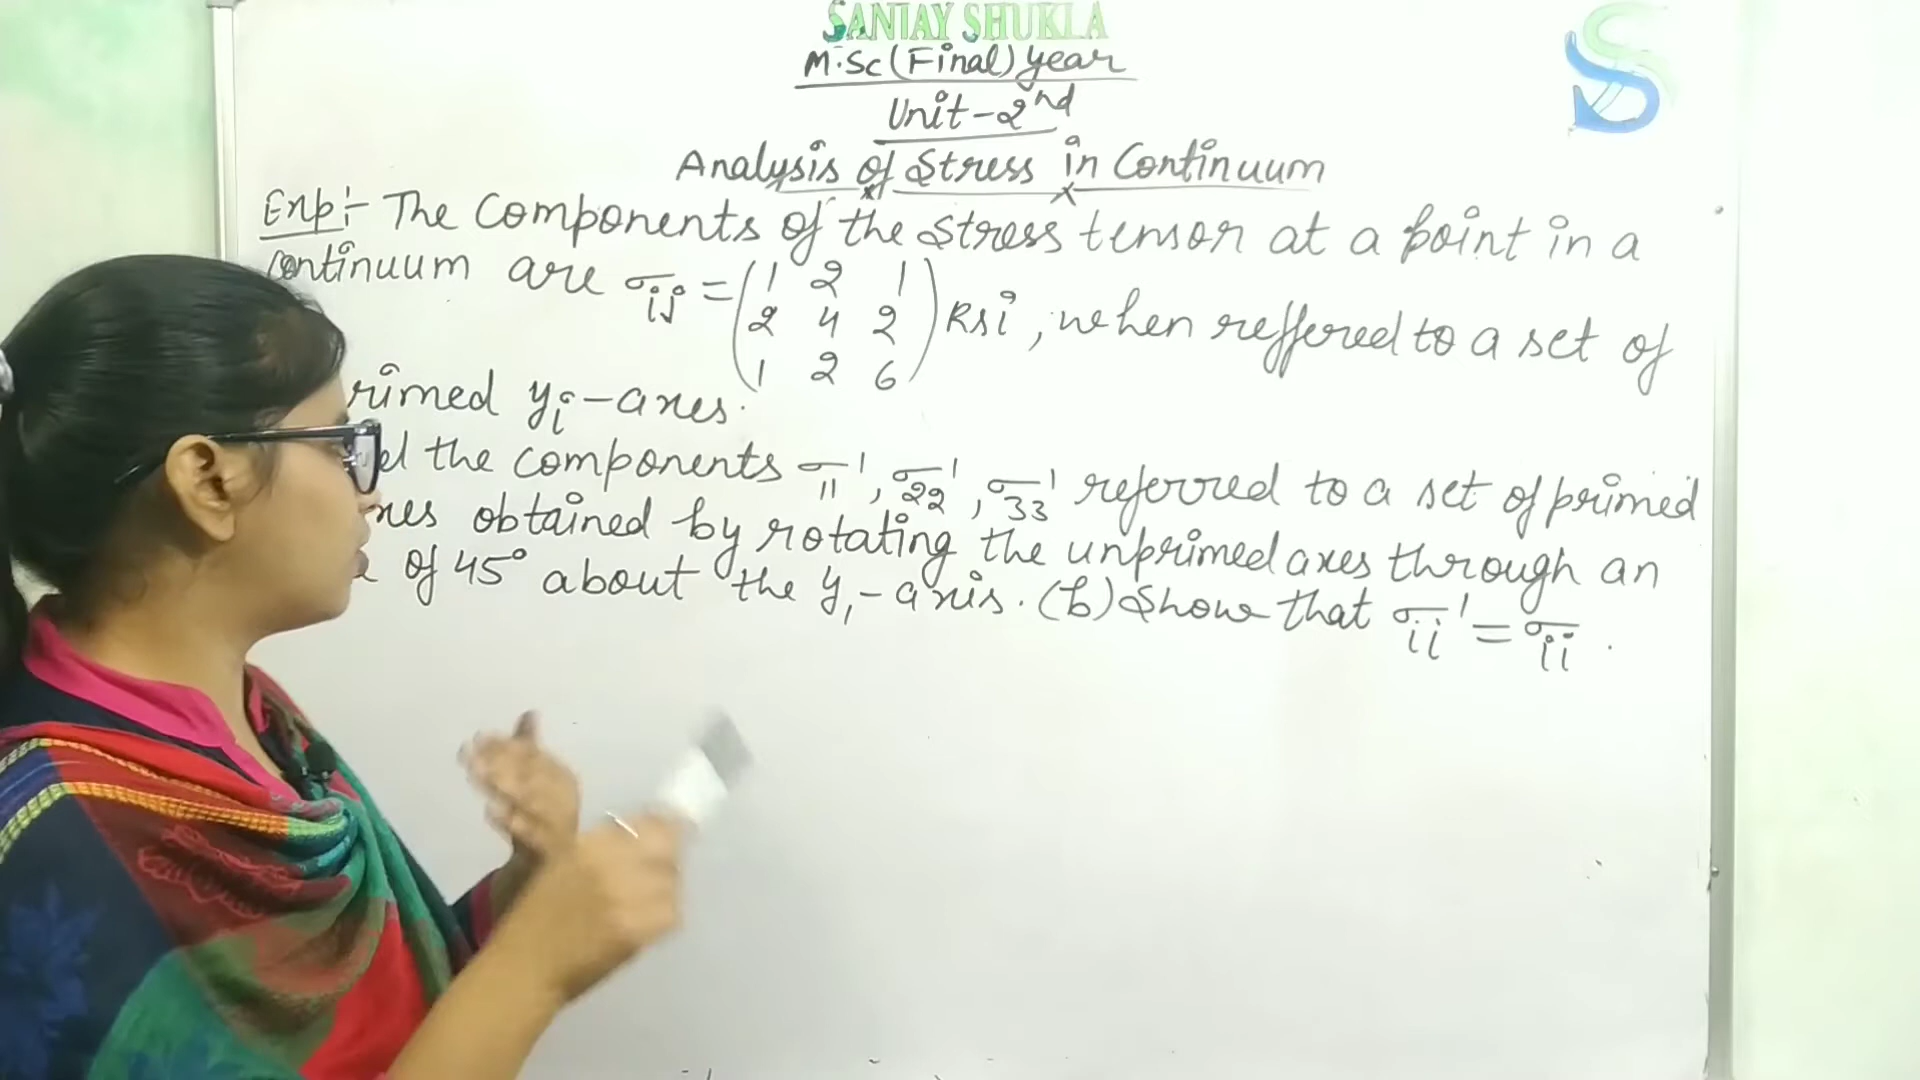 SANJAY SHUKLA
M.Sc (Final) year
Unit-2nd
Analysis of Stress in Continuum
Exp:- The components of the stress tensor at a point in a
continuum are σij = (1 2 1
2 4 2
1 2 6) Ksi, when reffered to a set of
rimed yi-axes.
the components σ11', σ22', σ33' referred to a set of primed
obtained by rotating the unprimed axes through an
of 45° about the y1-axis. (b) Show that σii' = σii.